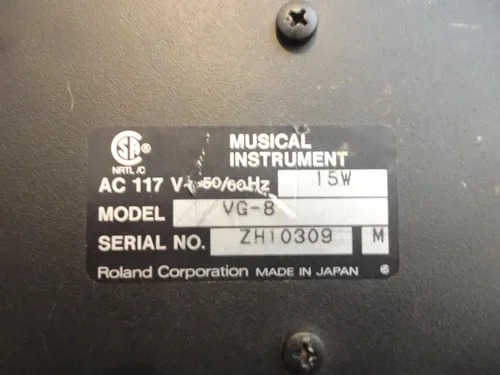 MUSICAL
INSTRUMENT
CSA ®
NRTL /C
AC 117 V~50/60Hz 15W
MODEL VG-8
SERIAL NO. ZH10309 M
Roland Corporation MADE IN JAPAN